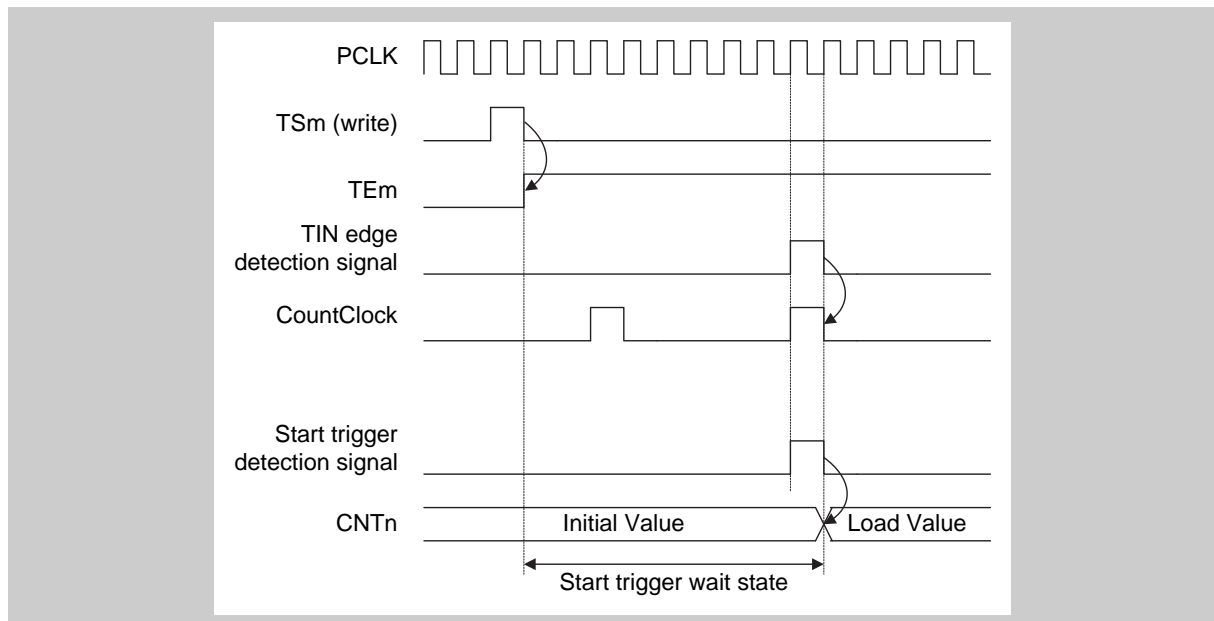 PCLK
TSm (write)
TEm
TIN edge
detection signal
CountClock
Start trigger
detection signal
CNTn
Initial Value
Load Value
Start trigger wait state